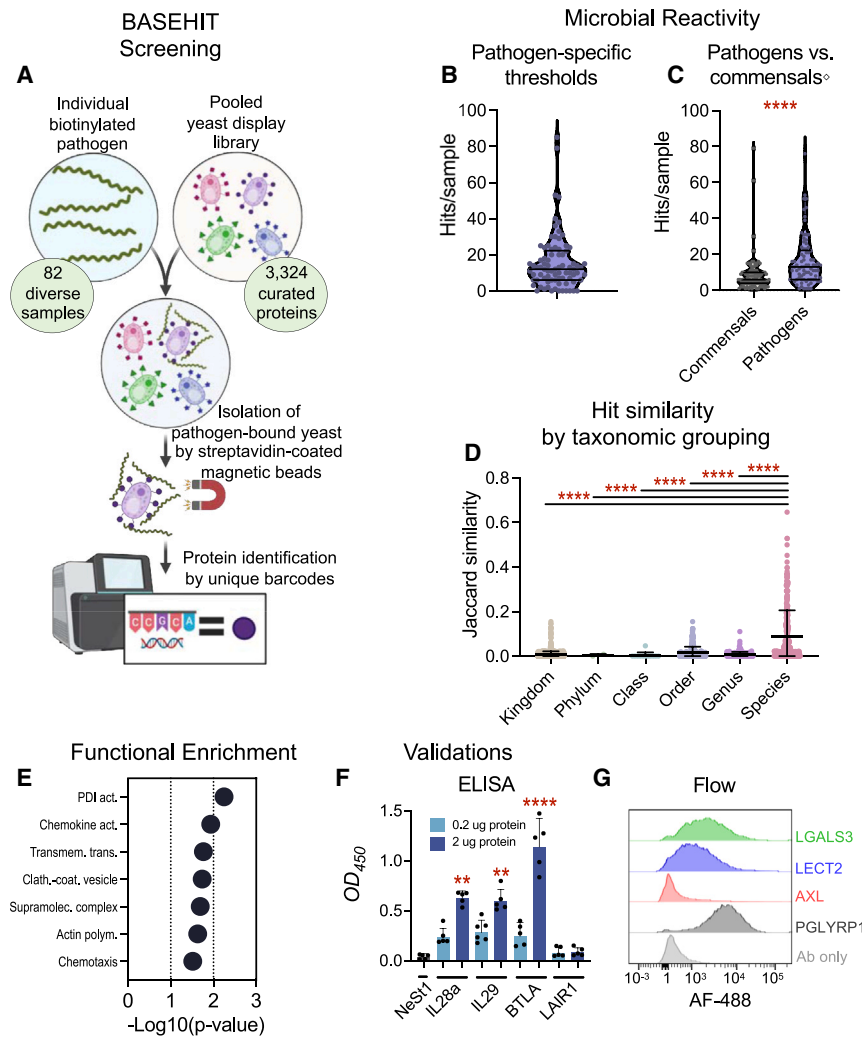 BASEHIT
Screening
A
Individual
biotinylated
pathogen
Pooled
yeast display
library
82
diverse
samples
3,324
curated
proteins
Isolation of
pathogen-bound yeast
by streptavidin-coated
magnetic beads
Protein identification
by unique barcodes
C C G C A
Microbial Reactivity
B
Pathogen-specific
thresholds
Hits/sample
100
80
60
40
20
0
C
Pathogens vs.
commensals⋄
****
Hits/sample
100
80
60
40
20
0
Commensals
Pathogens
Hit similarity
by taxonomic grouping
D
**** **** **** **** ****
Jaccard similarity
0.8
0.6
0.4
0.2
0.0
Kingdom
Phylum
Class
Order
Genus
Species
Functional Enrichment
E
PDI act.
Chemokine act.
Transmem. trans.
Clath.-coat. vesicle
Supramolec. complex
Actin polym.
Chemotaxis
0 1 2 3
-Log10(p-value)
Validations
F
ELISA
0.2 ug protein
2 ug protein
** ** ****
OD450
1.5
1.0
0.5
0.0
NeSt1
IL28a
IL29
BTLA
LAIR1
G
Flow
LGALS3
LECT2
AXL
PGLYRP1
Ab only
10-3 1 103 104 105
AF-488